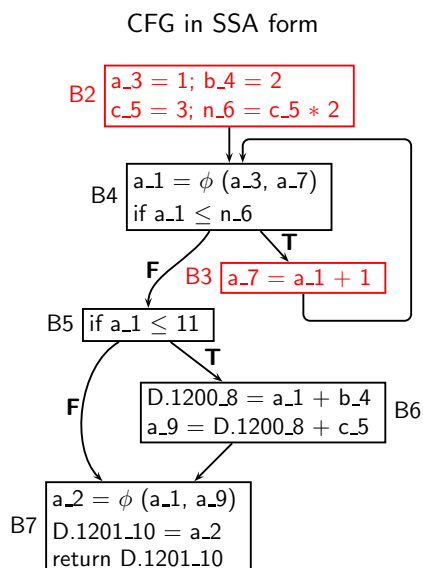 CFG in SSA form
B2
a_3 = 1; b_4 = 2
c_5 = 3; n_6 = c_5 * 2
B4
a_1 = ϕ (a_3, a_7)
if a_1 ≤ n_6
F
T
B3
a_7 = a_1 + 1
B5
if a_1 ≤ 11
F
T
D.1200_8 = a_1 + b_4
a_9 = D.1200_8 + c_5
B6
B7
a_2 = ϕ (a_1, a_9)
D.1201_10 = a_2
return D.1201_10